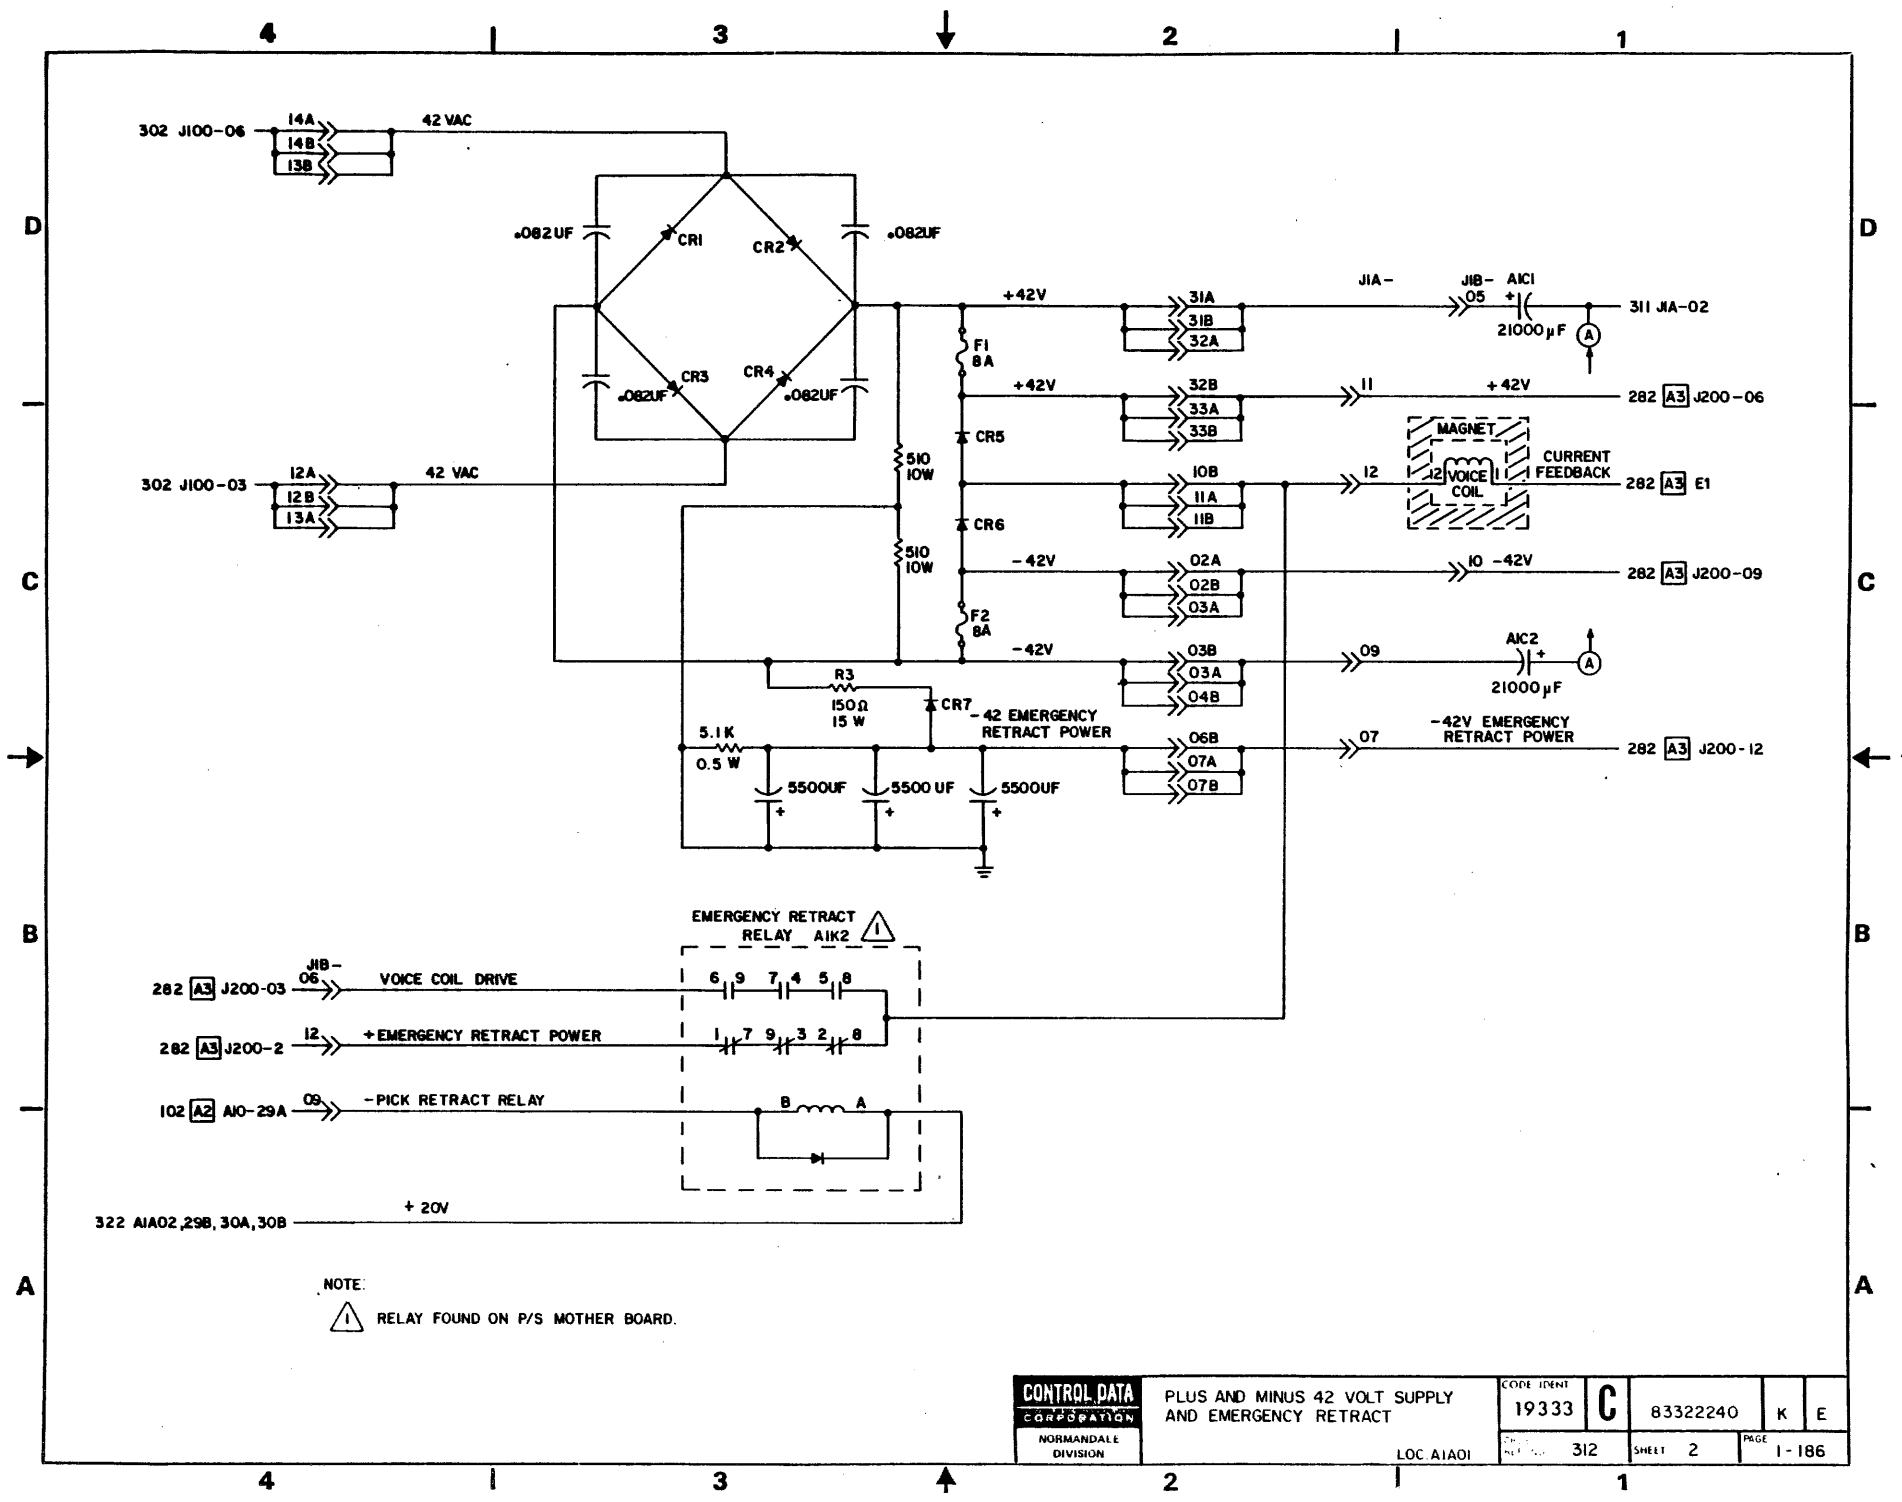 4 3 2 1
D
302 J100-06
14A
14B
13B
42 VAC
.082UF
CR1
CR2
.082UF
D
+42V
31A
31B
32A
J1A-
J1B-
05
A1C1
+
21000µF
311 J1A-02
A
F1
8A
CR3
CR4
.082UF
.082UF
+42V
32B
33A
33B
11
+42V
282 A3 J200-06
CR5
MAGNET
302 J100-03
12A
12B
13A
42 VAC
510
10W
10B
11A
11B
12
2
VOICE
COIL
1
CURRENT
FEEDBACK
282 A3 E1
CR6
510
10W
C
-42V
02A
02B
03A
10 -42V
282 A3 J200-09
C
F2
8A
-42V
03B
03A
04B
09
A1C2
+
21000µF
A
R3
150Ω
15 W
CR7
-42 EMERGENCY
RETRACT POWER
5.1K
0.5 W
06B
07A
07B
07
-42V EMERGENCY
RETRACT POWER
282 A3 J200-12
5500UF
+
5500UF
+
5500UF
+
B
EMERGENCY RETRACT
RELAY A1K2
1
B
282 A3 J200-03
J1B-
06
VOICE COIL DRIVE
6 9 7 4 5 8
282 A3 J200-2
12
+EMERGENCY RETRACT POWER
1 7 9 3 2 8
102 A2 A10-29A
09
-PICK RETRACT RELAY
B A
322 A1A02,29B,30A,30B
+20V
A
NOTE:
1 RELAY FOUND ON P/S MOTHER BOARD.
A
CONTROL DATA
CORPORATION
NORMANDALE
DIVISION
PLUS AND MINUS 42 VOLT SUPPLY
AND EMERGENCY RETRACT
LOC A1A01
CODE IDENT
19333
C
83322240
K
E
312
SHEET 2
PAGE
1-186
4 3 2 1